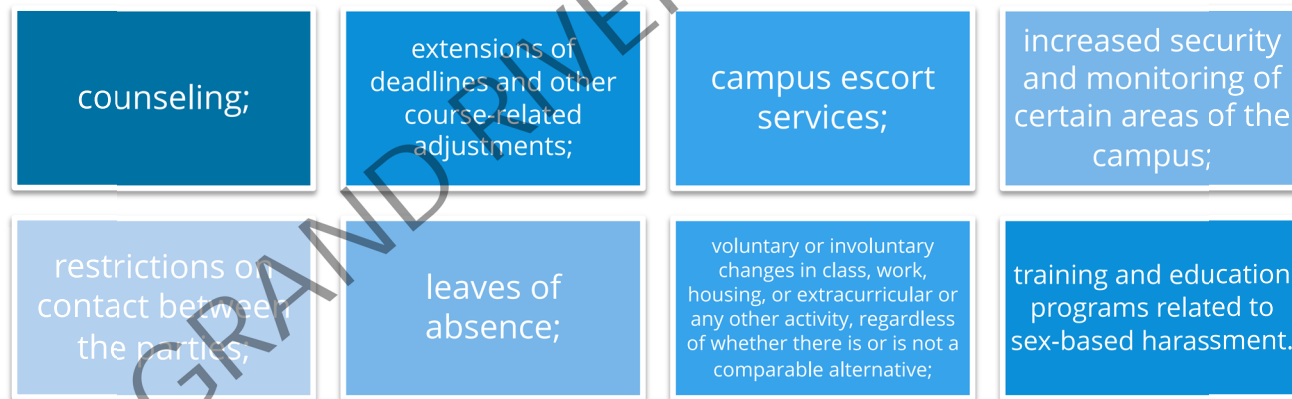 counseling;
extensions of
deadlines and other
course-related
adjustments;
campus escort
services;
increased security
and monitoring of
certain areas of the
campus;
restrictions on
contact between
the parties;
leaves of
absence;
voluntary or involuntary
changes in class, work,
housing, or extracurricular or
any other activity, regardless
of whether there is or is not a
comparable alternative;
training and education
programs related to
sex-based harassment.
GRAND RIVER